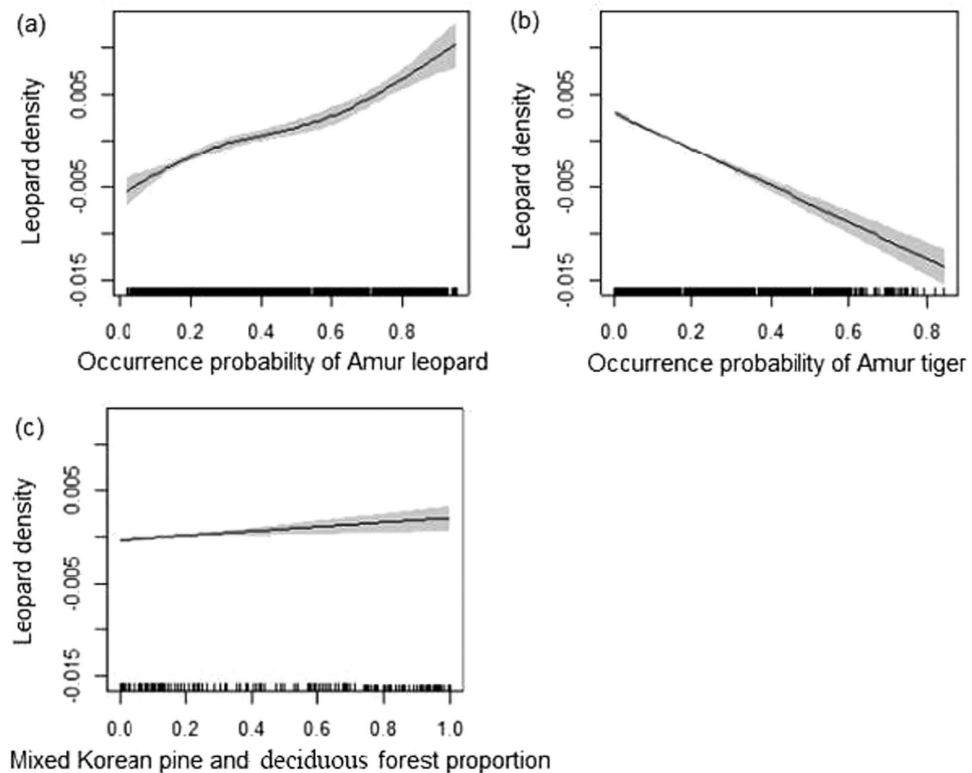 (a)
Leopard density
0.005
-0.005
-0.015
0.0 0.2 0.4 0.6 0.8
Occurrence probability of Amur leopard
(b)
Leopard density
0.005
-0.005
-0.015
0.0 0.2 0.4 0.6 0.8
Occurrence probability of Amur tiger
(c)
Leopard density
0.005
-0.005
-0.015
0.0 0.2 0.4 0.6 0.8 1.0
Mixed Korean pine and deciduous forest proportion